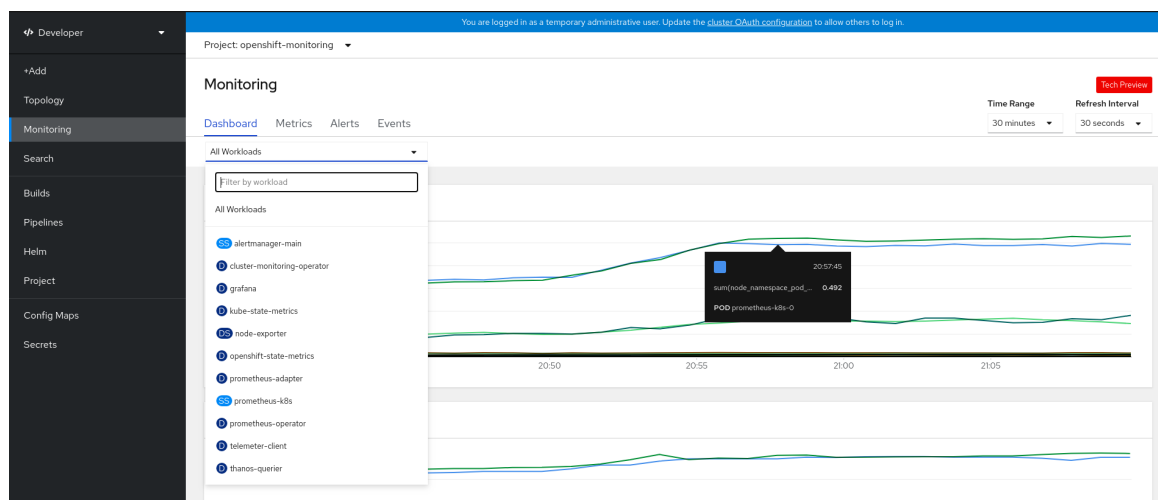 You are logged in as a temporary administrative user. Update the cluster OAuth configuration to allow others to log in.
</> Developer
Project: openshift-monitoring
+Add
Topology
Monitoring
Search
Builds
Pipelines
Helm
Project
Config Maps
Secrets
Monitoring
Tech Preview
Time Range
Refresh Interval
Dashboard
Metrics
Alerts
Events
30 minutes
30 seconds
All Workloads
Filter by workload
All Workloads
SS alertmanager-main
D cluster-monitoring-operator
D grafana
D kube-state-metrics
DS node-exporter
D openshift-state-metrics
D prometheus-adapter
SS prometheus-k8s
D prometheus-operator
D telemeter-client
D thanos-querier
20:57:45
sum(node_namespace_pod_... 0.492
POD prometheus-k8s-0
20:50
20:55
21:00
21:05